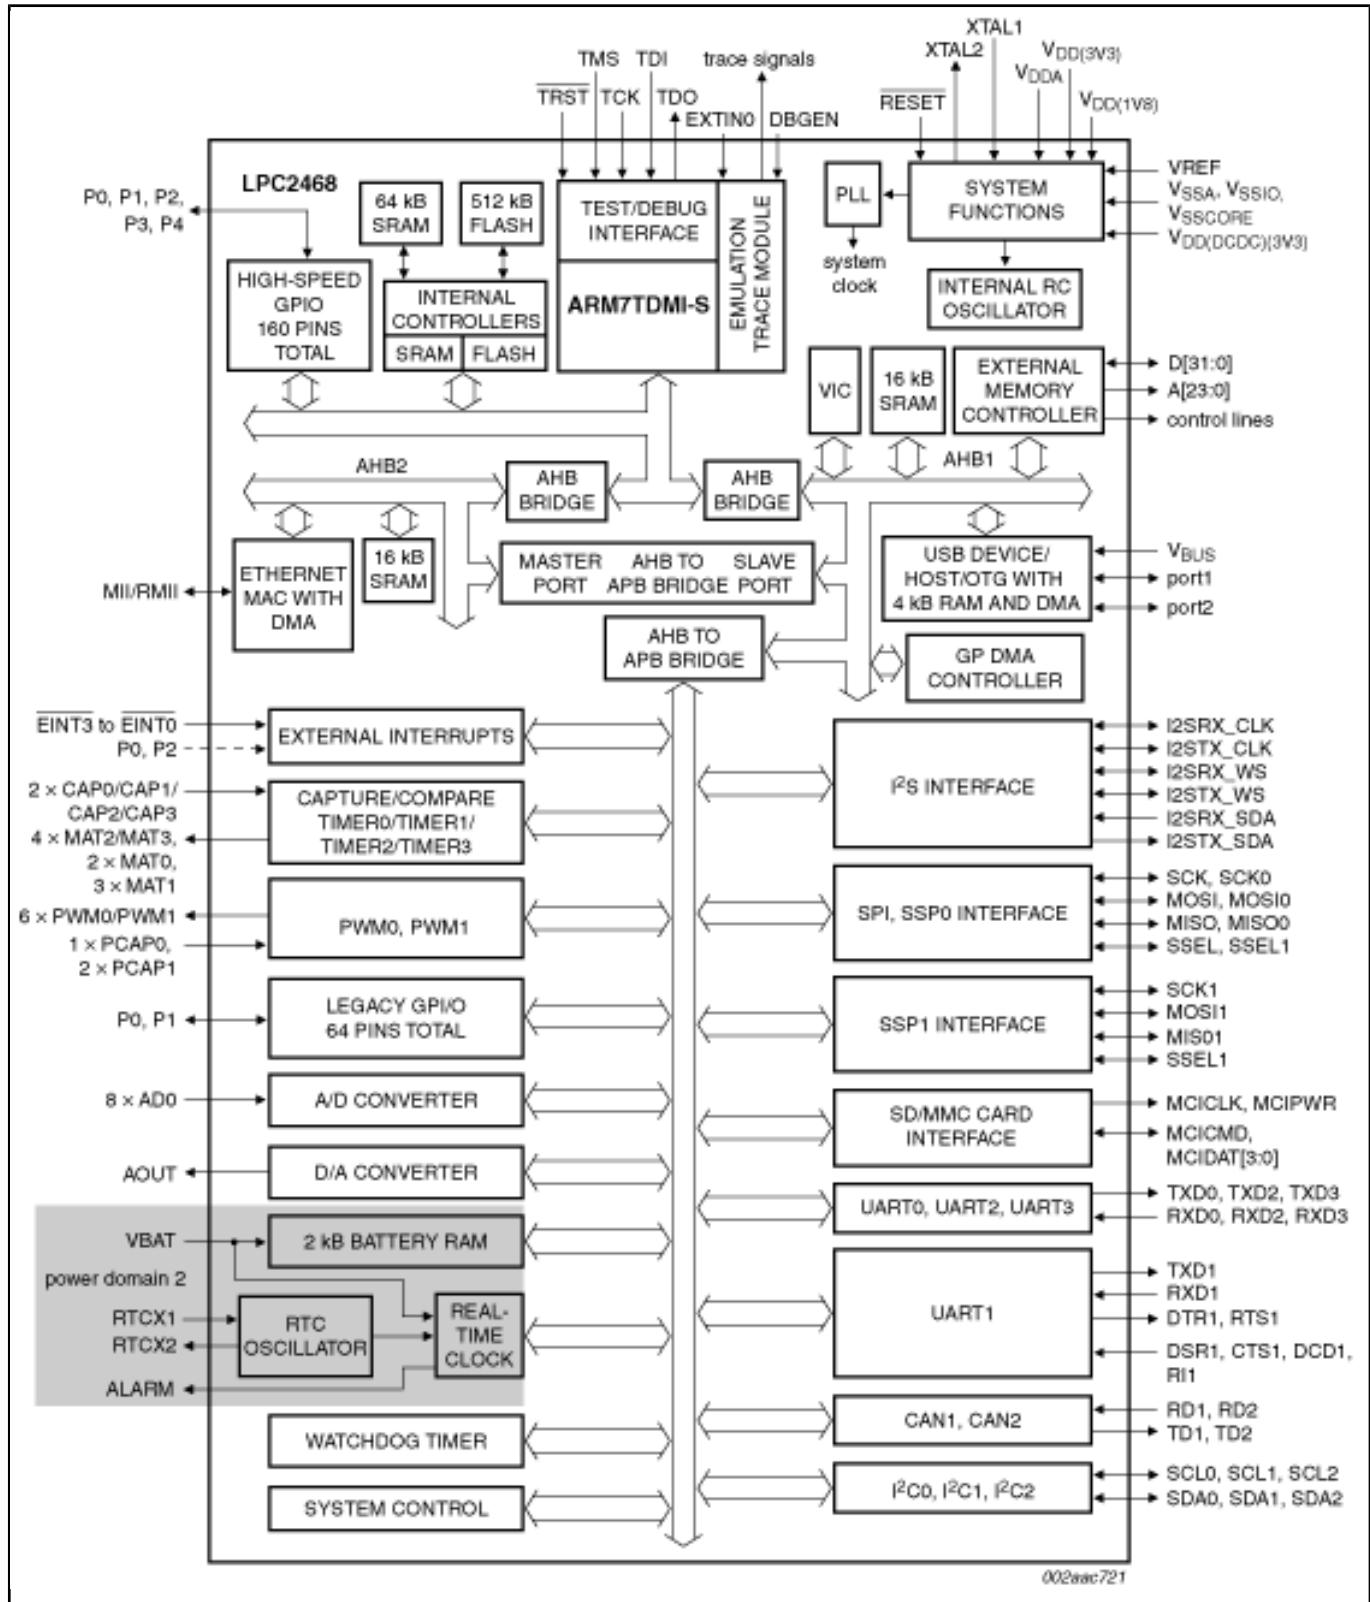 XTAL1
XTAL2
VDD(3V3)
VDDA
VDD(1V8)
RESET
TMS TDI trace signals
TRST TCK TDO
EXTIN0 DBGEN
LPC2468
P0, P1, P2,
P3, P4
64 kB
SRAM
512 kB
FLASH
TEST/DEBUG
INTERFACE
EMULATION
TRACE MODULE
PLL
system
clock
SYSTEM
FUNCTIONS
VREF
VSSA, VSSIO,
VSSCORE
VDD(DCDC)(3V3)
HIGH-SPEED
GPIO
160 PINS
TOTAL
INTERNAL
CONTROLLERS
SRAM FLASH
ARM7TDMI-S
INTERNAL RC
OSCILLATOR
VIC
16 kB
SRAM
EXTERNAL
MEMORY
CONTROLLER
D[31:0]
A[23:0]
control lines
AHB2
AHB
BRIDGE
AHB
BRIDGE
AHB1
MII/RMII
ETHERNET
MAC WITH
DMA
16 kB
SRAM
MASTER AHB TO SLAVE
PORT APB BRIDGE PORT
USB DEVICE/
HOST/OTG WITH
4 kB RAM AND DMA
VBUS
port1
port2
AHB TO
APB BRIDGE
GP DMA
CONTROLLER
EINT3 to EINT0
P0, P2
EXTERNAL INTERRUPTS
2 × CAP0/CAP1/
CAP2/CAP3
4 × MAT2/MAT3,
2 × MAT0,
3 × MAT1
CAPTURE/COMPARE
TIMER0/TIMER1/
TIMER2/TIMER3
6 × PWM0/PWM1
1 × PCAP0,
2 × PCAP1
PWM0, PWM1
P0, P1
LEGACY GPI/O
64 PINS TOTAL
8 × AD0
A/D CONVERTER
AOUT
D/A CONVERTER
VBAT
2 kB BATTERY RAM
power domain 2
RTCX1
RTCX2
RTC
OSCILLATOR
REAL-
TIME
CLOCK
ALARM
WATCHDOG TIMER
SYSTEM CONTROL
I2S INTERFACE
I2SRX_CLK
I2STX_CLK
I2SRX_WS
I2STX_WS
I2SRX_SDA
I2STX_SDA
SPI, SSP0 INTERFACE
SCK, SCK0
MOSI, MOSI0
MISO, MISO0
SSEL, SSEL1
SSP1 INTERFACE
SCK1
MOSI1
MIS01
SSEL1
SD/MMC CARD
INTERFACE
MCICLK, MCIPWR
MCICMD,
MCIDAT[3:0]
UART0, UART2, UART3
TXD0, TXD2, TXD3
RXD0, RXD2, RXD3
UART1
TXD1
RXD1
DTR1, RTS1
DSR1, CTS1, DCD1,
RI1
CAN1, CAN2
RD1, RD2
TD1, TD2
I2C0, I2C1, I2C2
SCL0, SCL1, SCL2
SDA0, SDA1, SDA2
002aac721